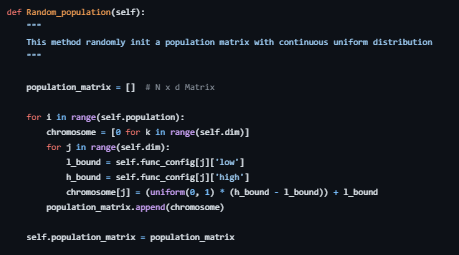 def Random_population(self):
    """
    This method randomly init a population matrix with continuous uniform distribution
    """
    population_matrix = []  # N x d Matrix
    for i in range(self.population):
        chromosome = [0 for k in range(self.dim)]
        for j in range(self.dim):
            l_bound = self.func_config[j]['low']
            h_bound = self.func_config[j]['high']
            chromosome[j] = (uniform(0, 1) * (h_bound - l_bound)) + l_bound
        population_matrix.append(chromosome)
    self.population_matrix = population_matrix